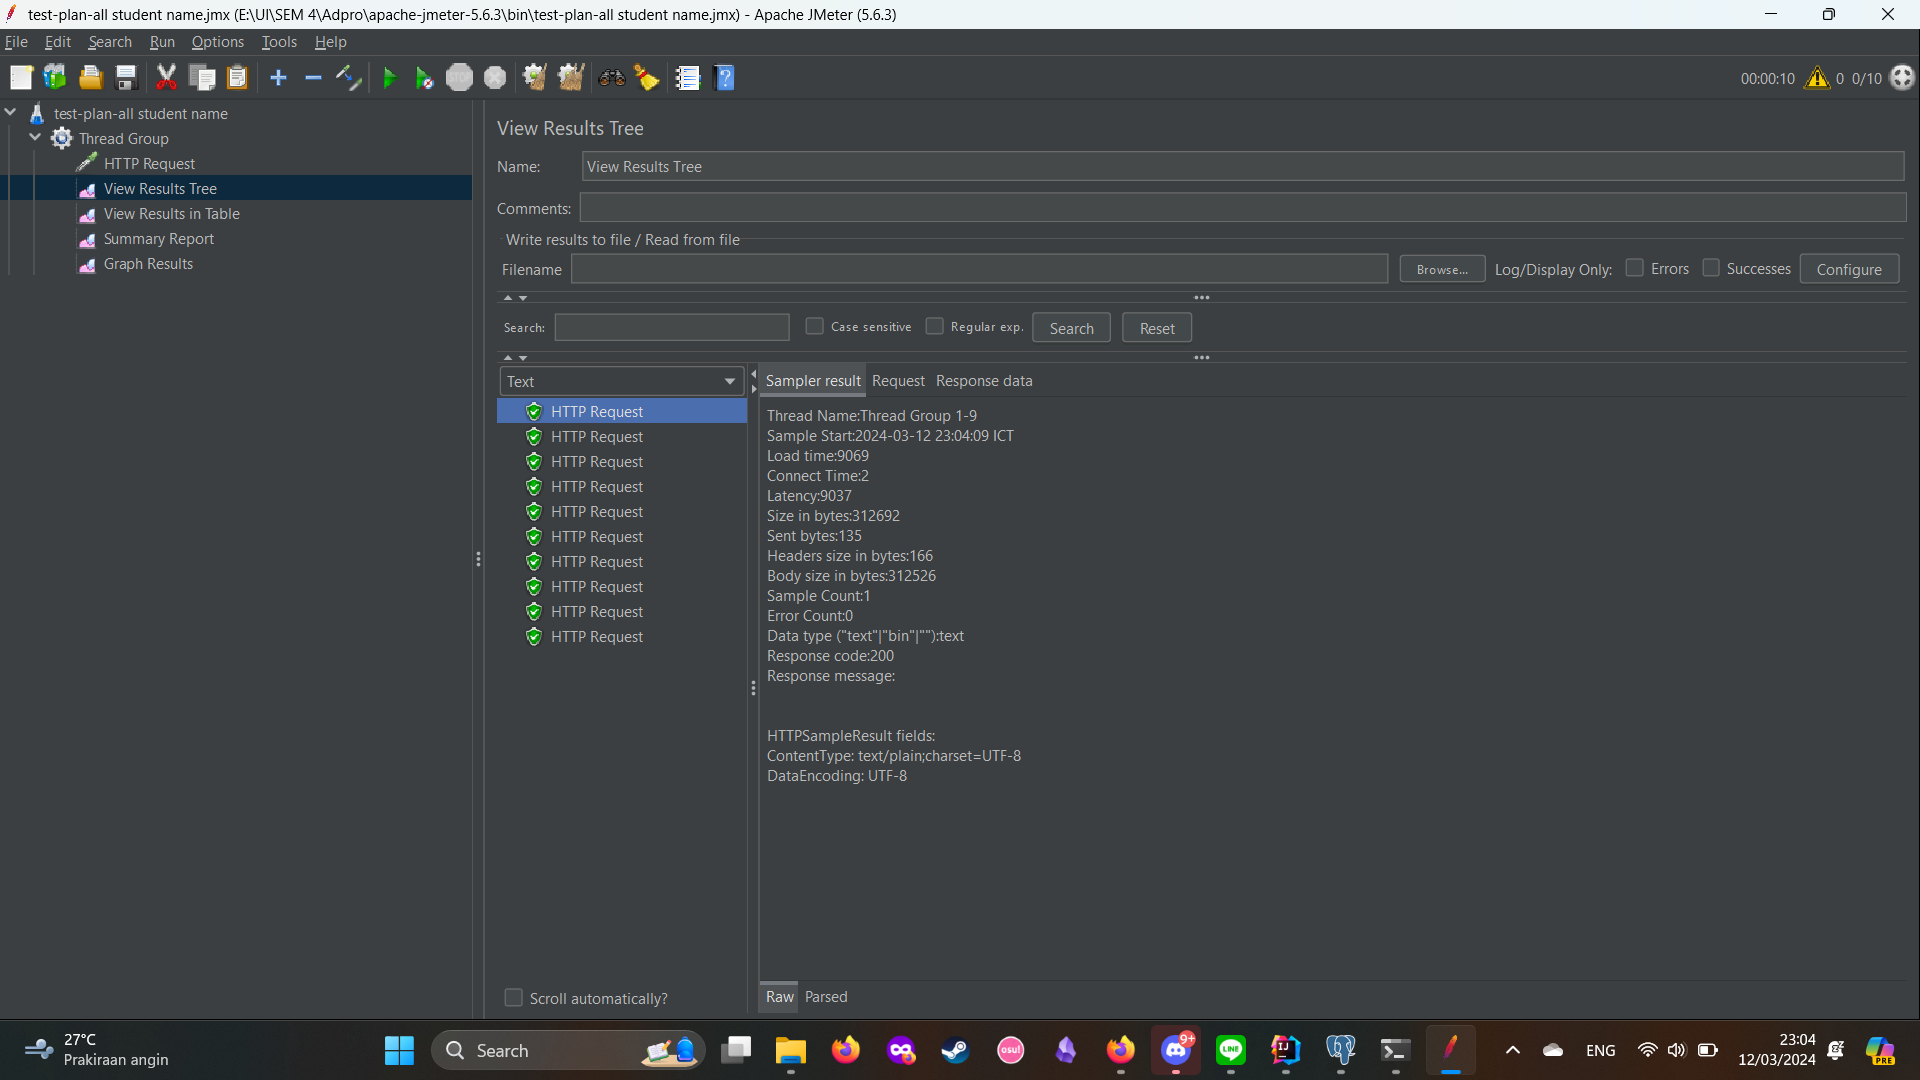 test-plan-all student name.jmx (E:\UI\SEM 4\Adpro\apache-jmeter-5.6.3\bin\test-plan-all student name.jmx) - Apache JMeter (5.6.3)
File Edit Search Run Options Tools Help
STOP 00:00:10 0 0/10
test-plan-all student name
Thread Group
HTTP Request
View Results Tree
View Results in Table
Summary Report
Graph Results
View Results Tree
Name: View Results Tree
Comments:
Write results to file / Read from file
Filename Browse... Log/Display Only: Errors Successes Configure
Search: Case sensitive Regular exp. Search Reset
Text
HTTP Request
HTTP Request
HTTP Request
HTTP Request
HTTP Request
HTTP Request
HTTP Request
HTTP Request
HTTP Request
HTTP Request
Scroll automatically?
Sampler result Request Response data
Thread Name:Thread Group 1-9
Sample Start:2024-03-12 23:04:09 ICT
Load time:9069
Connect Time:2
Latency:9037
Size in bytes:312692
Sent bytes:135
Headers size in bytes:166
Body size in bytes:312526
Sample Count:1
Error Count:0
Data type ("text"|"bin"|""):text
Response code:200
Response message:
HTTPSampleResult fields:
ContentType: text/plain;charset=UTF-8
DataEncoding: UTF-8
Raw Parsed
27°C
Prakiraan angin
Search
osu!
9+
LINE
IJ
ENG
23:04
12/03/2024
PRE